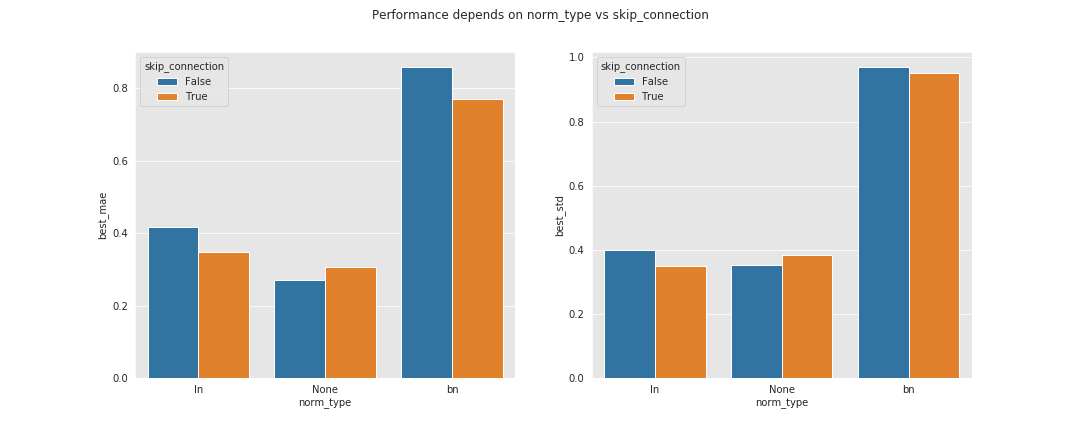 Performance depends on norm_type vs skip_connection
skip_connection
False
True
best_mae
0.8
0.6
0.4
0.2
0.0
ln
None
bn
norm_type
skip_connection
False
True
best_std
1.0
0.8
0.6
0.4
0.2
0.0
ln
None
bn
norm_type